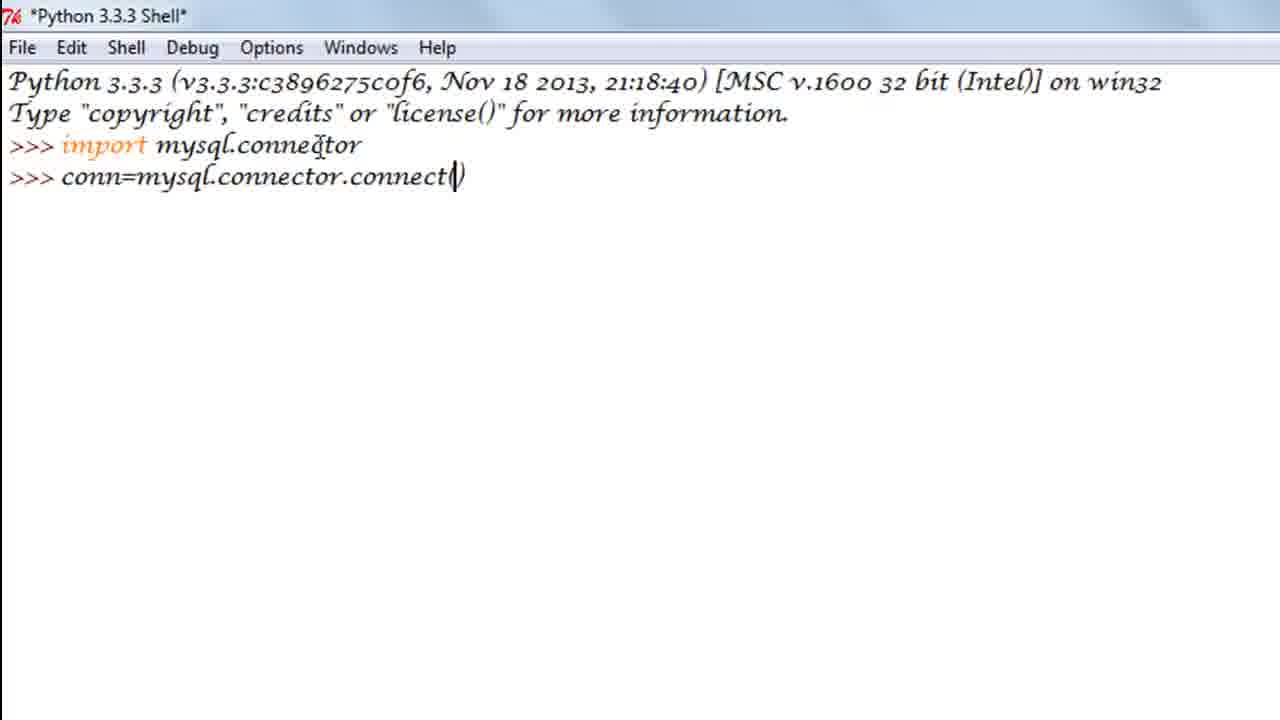 *Python 3.3.3 Shell*
File Edit Shell Debug Options Windows Help
Python 3.3.3 (v3.3.3:c3896275c0f6, Nov 18 2013, 21:18:40) [MSC v.1600 32 bit (Intel)] on win32
Type "copyright", "credits" or "license()" for more information.
>>> import mysql.connector
>>> conn=mysql.connector.connect()